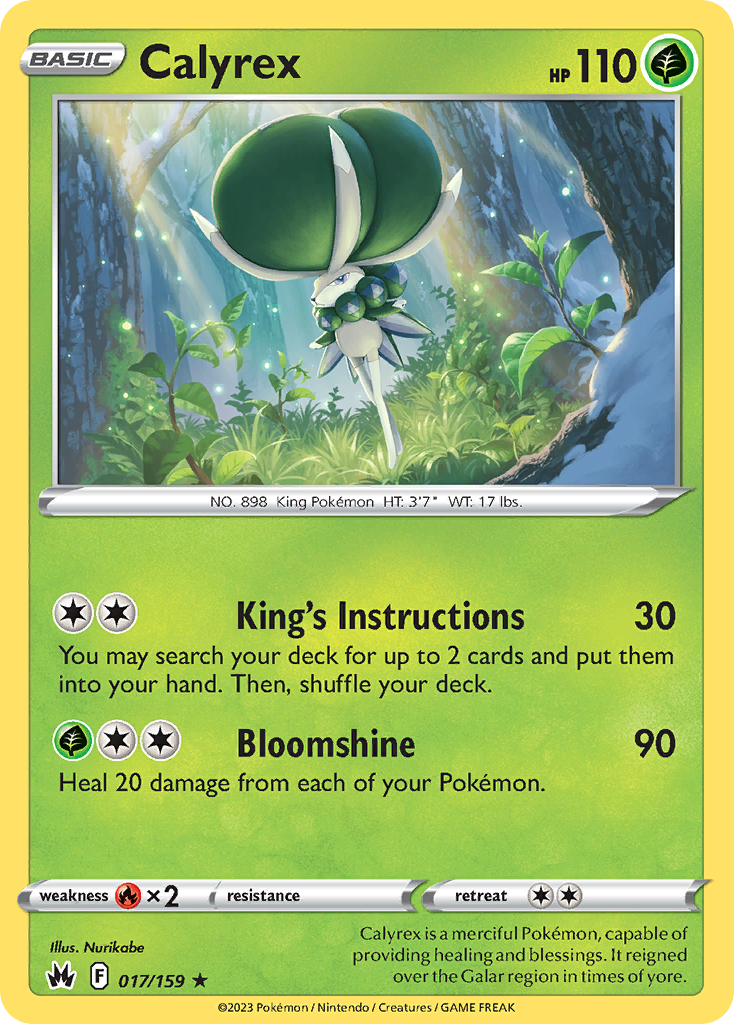 BASIC Calyrex HP 110
NO. 898 King Pokémon HT: 3'7" WT: 17 lbs.
King's Instructions 30
You may search your deck for up to 2 cards and put them
into your hand. Then, shuffle your deck.
Bloomshine 90
Heal 20 damage from each of your Pokémon.
weakness ×2 resistance retreat
Illus. Nurikabe
F 017/159 ★
Calyrex is a merciful Pokémon, capable of
providing healing and blessings. It reigned
over the Galar region in times of yore.
©2023 Pokémon / Nintendo / Creatures / GAME FREAK